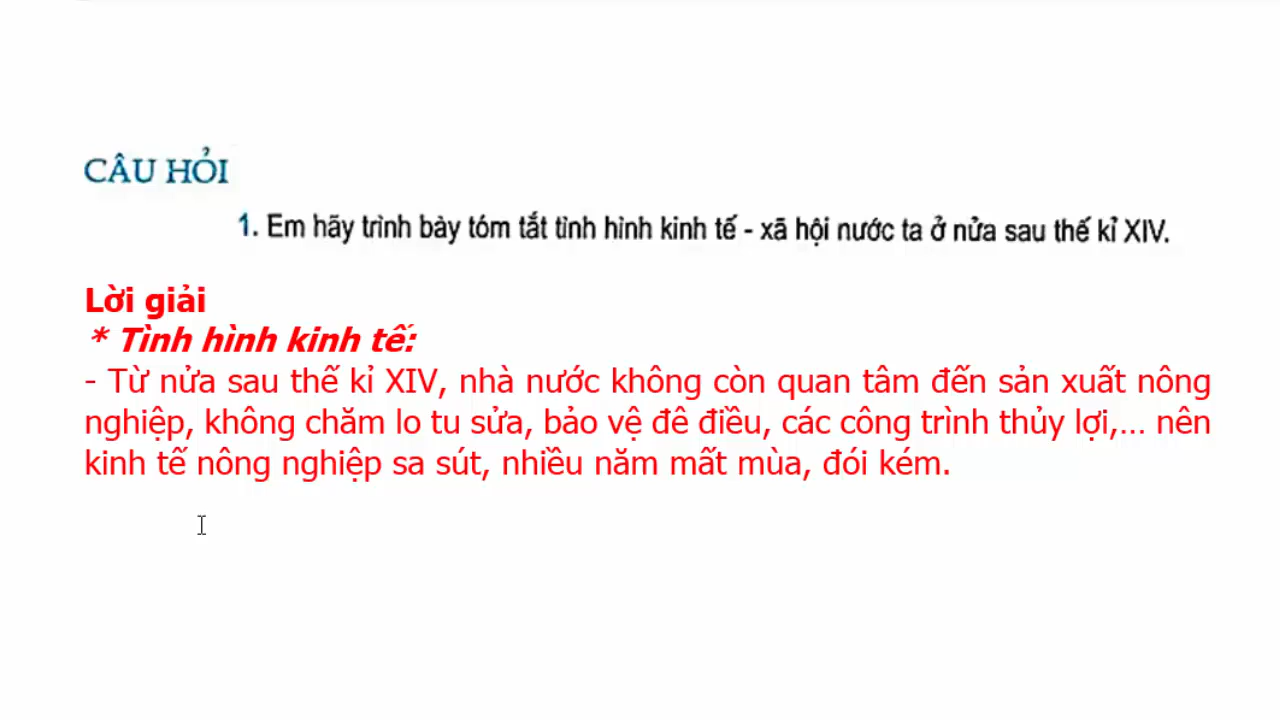 CÂU HỎI
1. Em hãy trình bày tóm tắt tình hình kinh tế - xã hội nước ta ở nửa sau thế kỉ XIV.
Lời giải
* Tình hình kinh tế:
- Từ nửa sau thế kỉ XIV, nhà nước không còn quan tâm đến sản xuất nông
nghiệp, không chăm lo tu sửa, bảo vệ đê điều, các công trình thủy lợi,... nên
kinh tế nông nghiệp sa sút, nhiều năm mất mùa, đói kém.